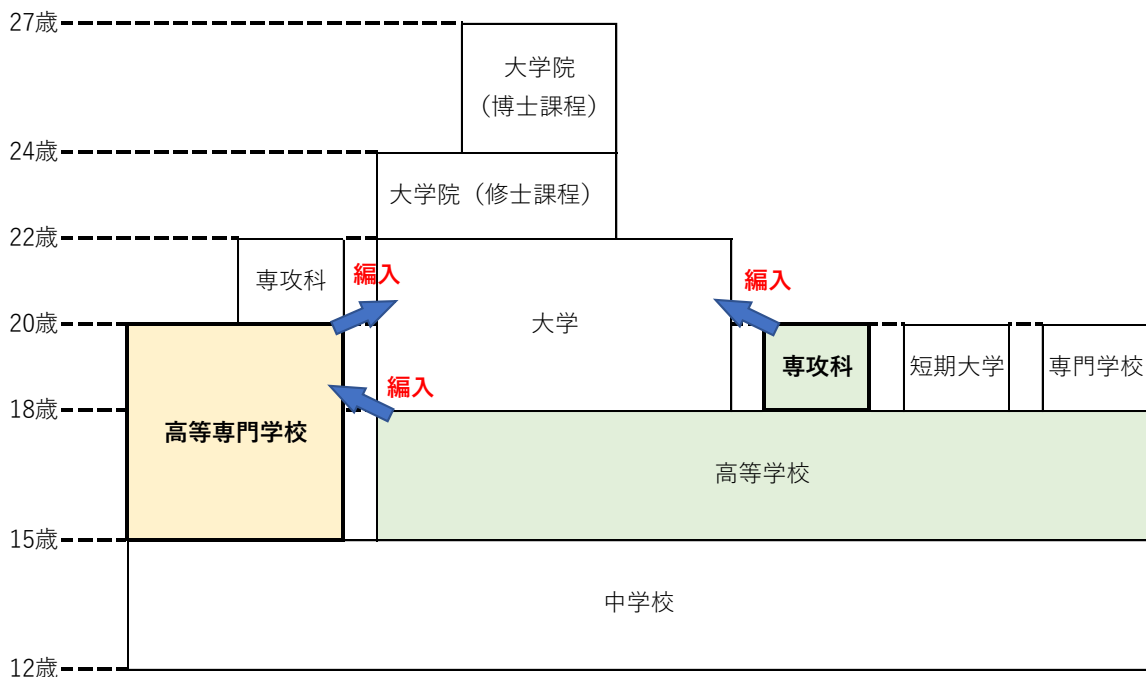 27歳
大学院
（博士課程）
24歳
大学院（修士課程）
22歳
専攻科
編入
編入
20歳
大学
専攻科
短期大学
専門学校
編入
18歳
高等専門学校
高等学校
15歳
中学校
12歳